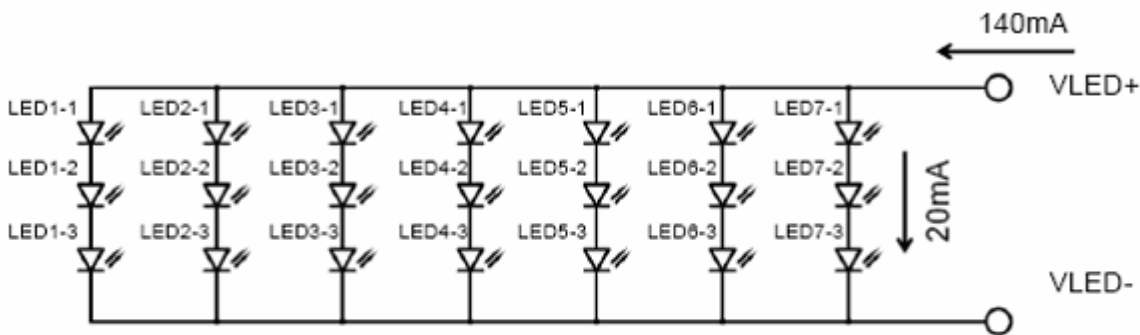 140mA
VLED+
LED1-1 LED2-1 LED3-1 LED4-1 LED5-1 LED6-1 LED7-1
LED1-2 LED2-2 LED3-2 LED4-2 LED5-2 LED6-2 LED7-2
20mA
LED1-3 LED2-3 LED3-3 LED4-3 LED5-3 LED6-3 LED7-3
VLED-